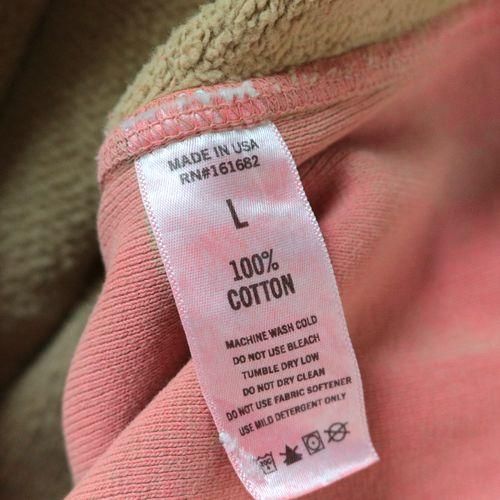 MADE IN USA
RN#161682
L
100%
COTTON
MACHINE WASH COLD
DO NOT USE BLEACH
TUMBLE DRY LOW
DO NOT DRY CLEAN
DO NOT USE FABRIC SOFTENER
USE MILD DETERGENT ONLY